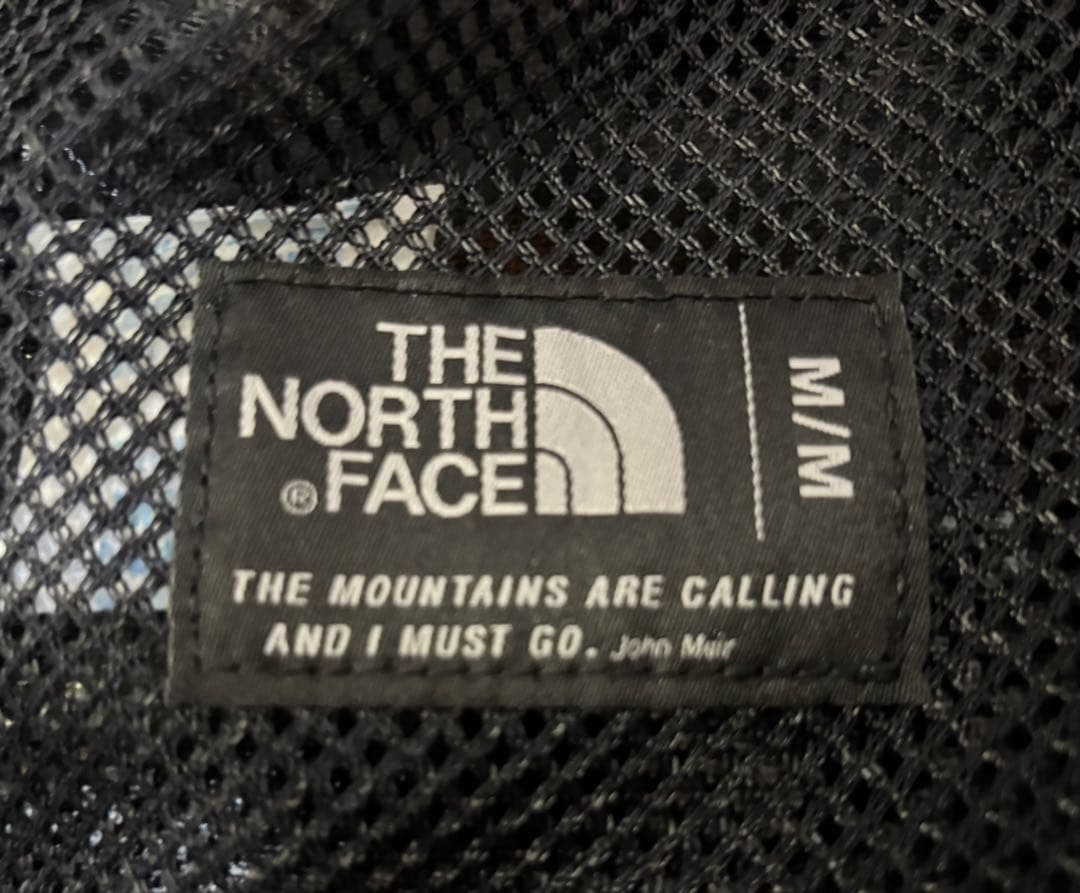 THE
NORTH
®FACE
M/M
THE MOUNTAINS ARE CALLING
AND I MUST GO. John Muir